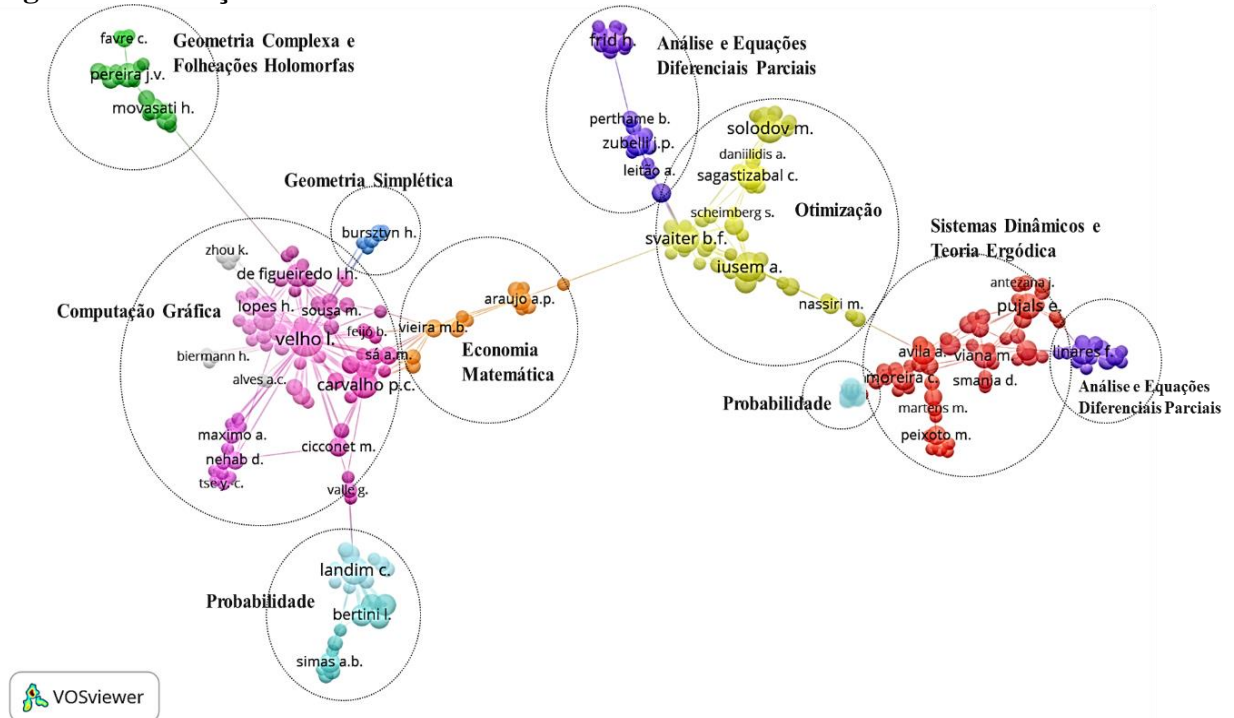 favre c.
pereira j.v.
movasati h.
Geometria Complexa e
Folheações Holomorfas
frid h.
Análise e Equações
Diferenciais Parciais
perthame b.
zubelli j.p.
leitão a.
solodov m.
daniilidis a.
sagastizabal c.
scheimberg s.
Otimização
svaiter b.f.
iusem a.
nassiri m.
Geometria Simplética
bursztyn h.
zhou k.
de figueiredo l.h.
Computação Gráfica
lopes h.
sousa m.
velho l.
feijó b.
vieira m.b.
araujo a.p.
biermann h.
sá a.m.
Economia
Matemática
alves a.c.
carvalho p.c.
maximo a.
cicconet m.
nehab d.
tse y.-c.
valle g.
Sistemas Dinâmicos e
Teoria Ergódica
antezana j.
pujals e.
avila a.
viana m.
linares f.
moreira c.
smania d.
Análise e Equações
Diferenciais Parciais
Probabilidade
martens m.
peixoto m.
landim c.
Probabilidade
bertini l.
simas a.b.
VOSviewer